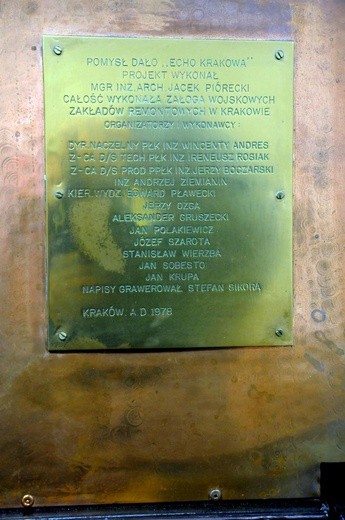 POMYSŁ DAŁO ,,ECHO KRAKOWA"
PROJEKT WYKONAŁ
MGR INŻ. ARCH. JACEK PIÓRECKI
CAŁOŚĆ WYKONAŁA ZAŁOGA WOJSKOWYCH
ZAKŁADÓW REMONTOWYCH W KRAKOWIE
ORGANIZATORZY I WYKONAWCY:
DYR NACZELNY PŁK INŻ WINCENTY ANDRES
Z-CA D/S TECH PŁK INŻ IRENEUSZ ROSIAK
Z-CA D/S PROD PPŁK INŻ JERZY BOCZARSKI
INŻ ANDRZEJ ZIEMIANIN
KIER. WYDZ. EDWARD PŁAWECKI
JERZY OZGA
ALEKSANDER GRUSZECKI
JAN POŁAKIEWICZ
JÓZEF SZAROTA
STANISŁAW WIERZBA
JAN SOBESTO
JAN KRUPA
NAPISY GRAWEROWAŁ STEFAN SIKORA
KRAKÓW, A.D. 1978